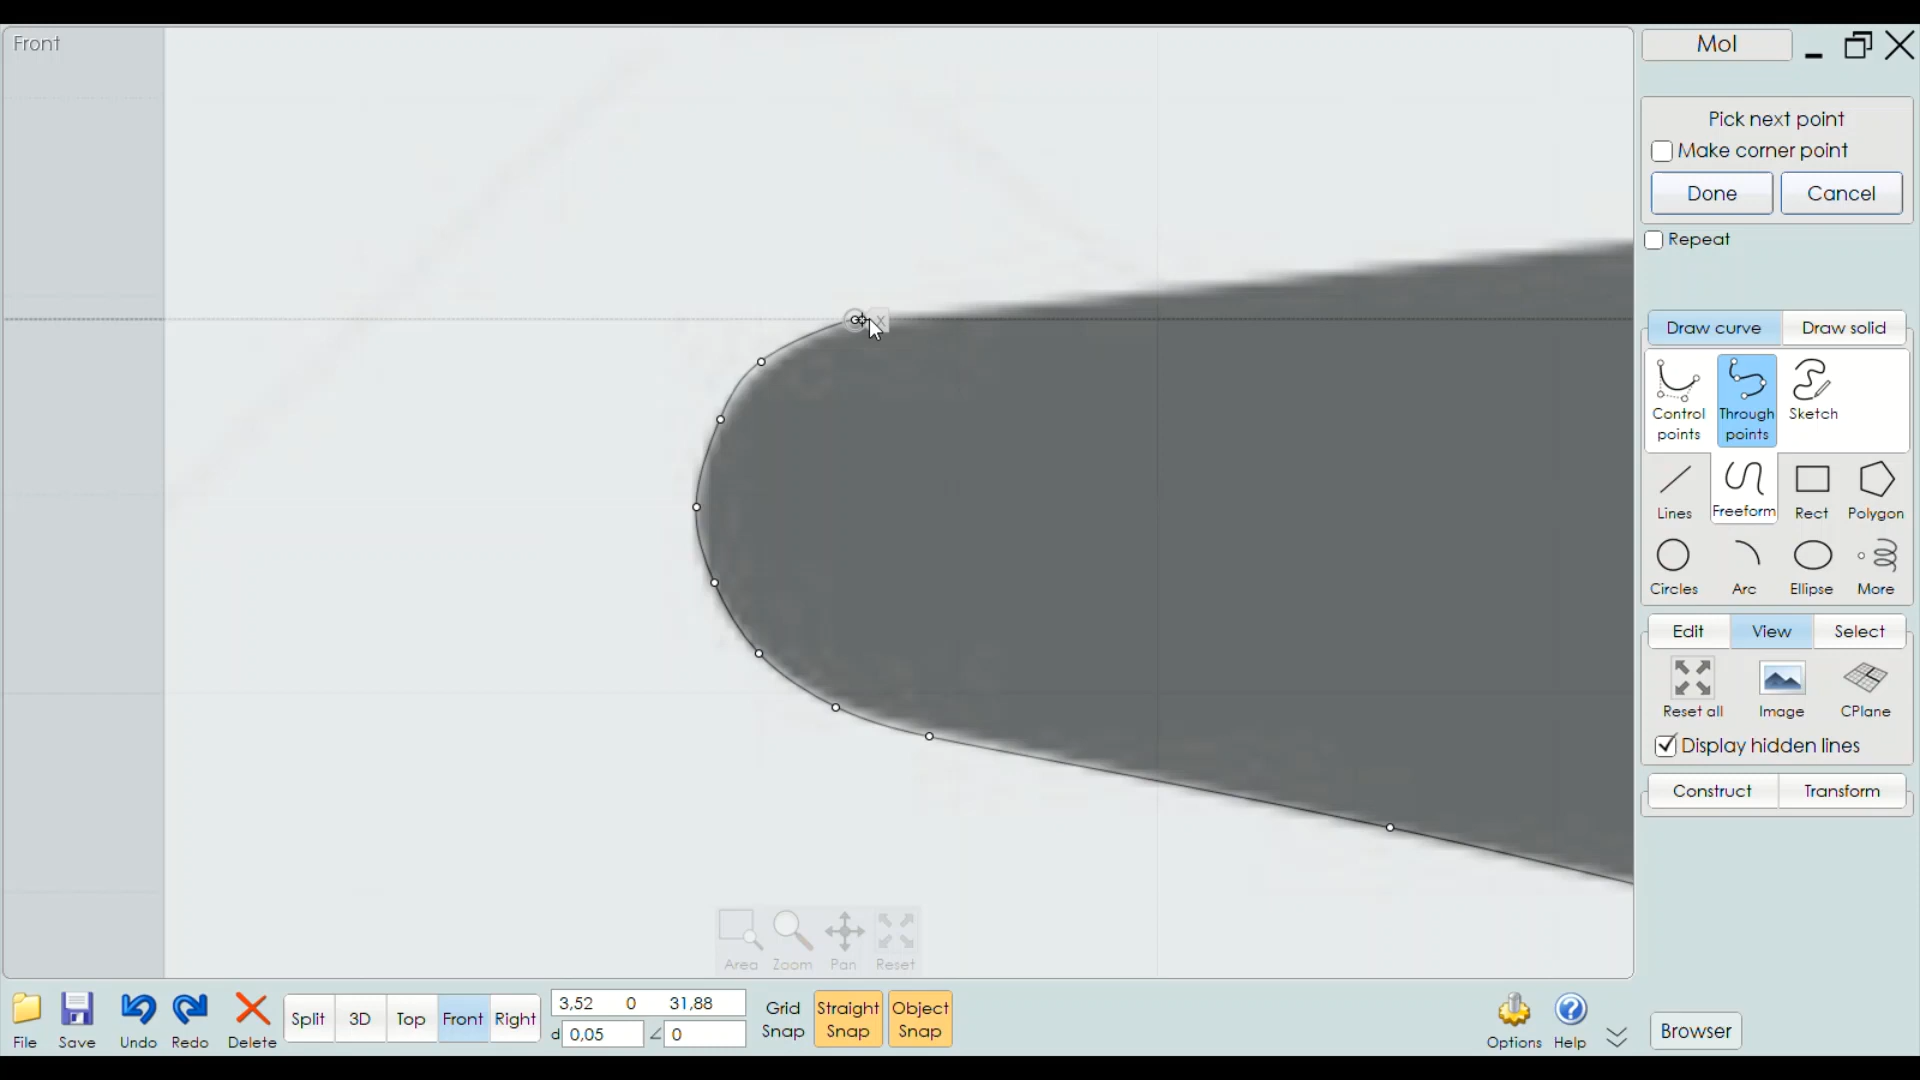 Front
MoI
Pick next point
Make corner point
Done Cancel
Repeat
Draw curve Draw solid
Control points Through points Sketch
Lines Freeform Rect Polygon
Circles Arc Ellipse More
Edit View Select
Reset all Image CPlane
Display hidden lines
Construct Transform
Area Zoom Pan Reset
File Save Undo Redo Delete
Split 3D Top Front Right
3,52 0 31,88
d 0,05 ∠ 0
Grid Snap Straight Snap Object Snap
Options Help
Browser